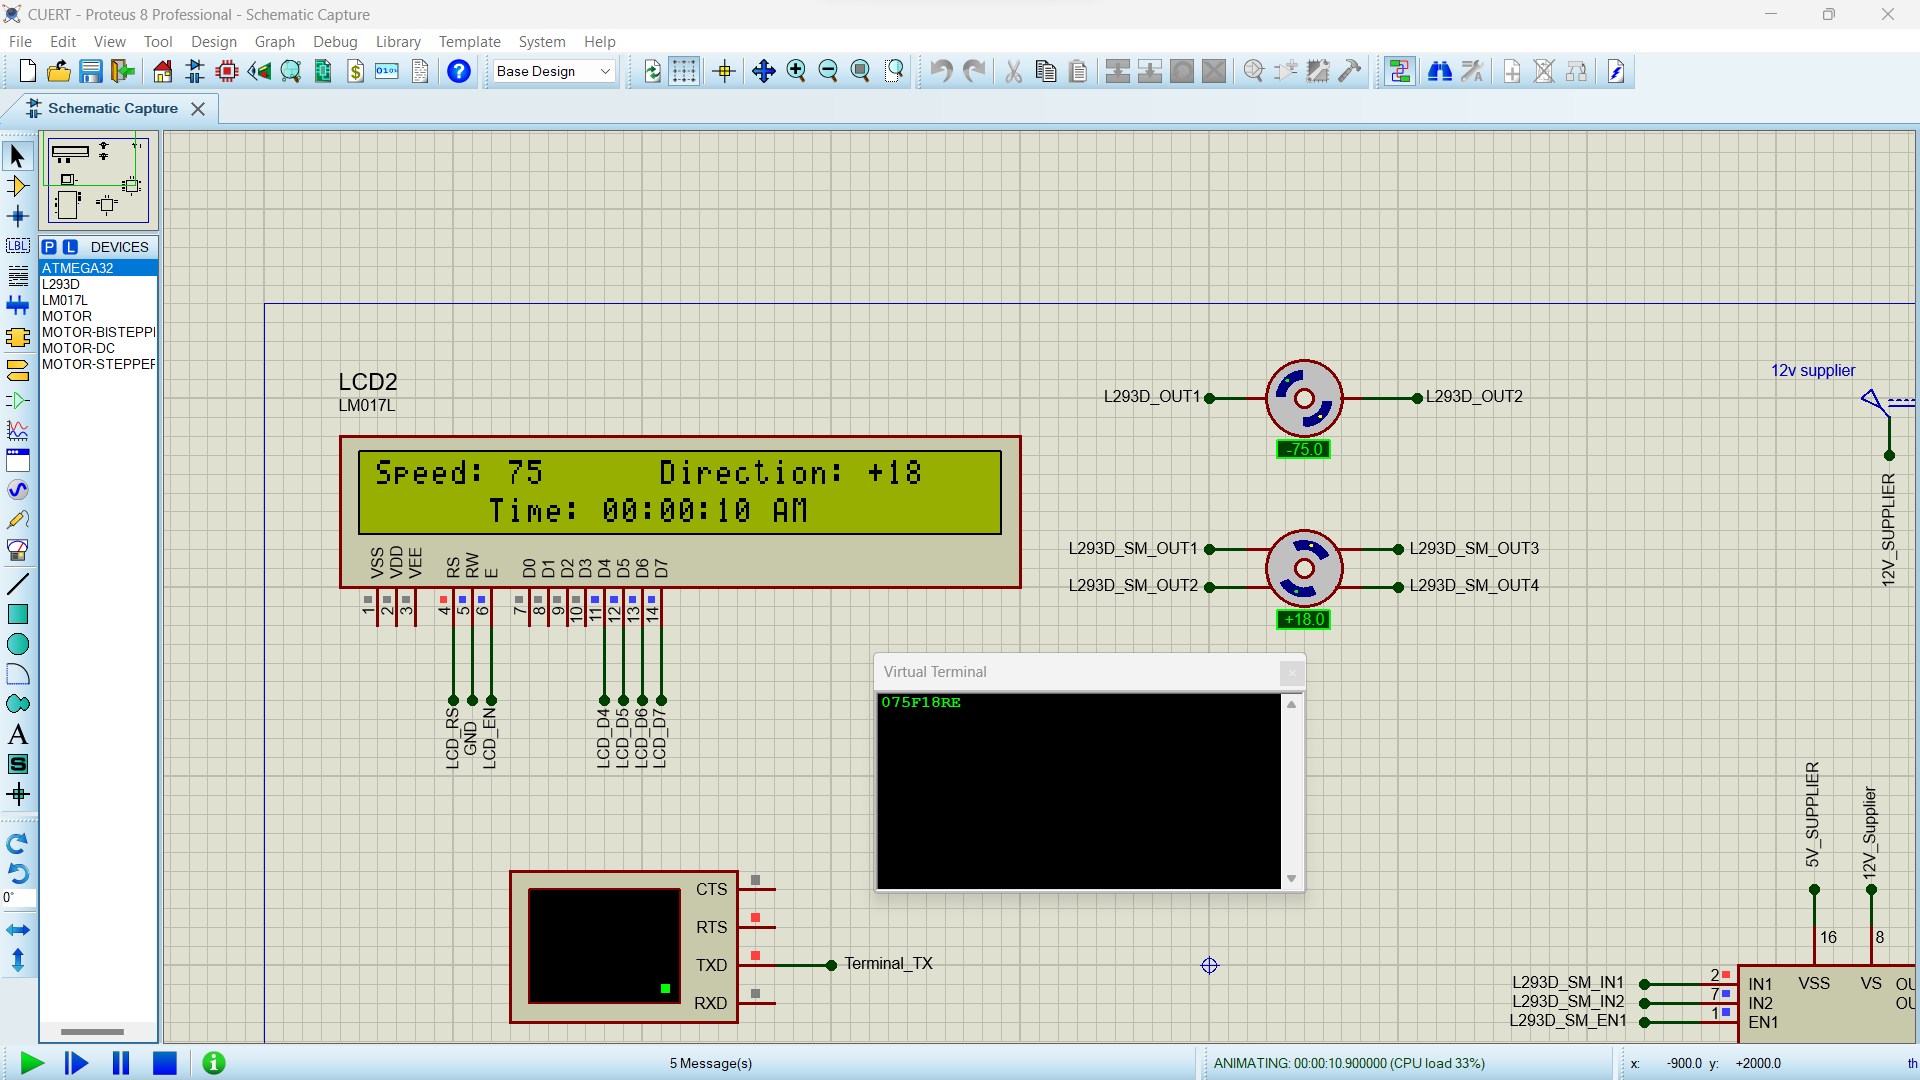 CUERT - Proteus 8 Professional - Schematic Capture
File Edit View Tool Design Graph Debug Library Template System Help
Base Design
Schematic Capture
P L DEVICES
ATMEGA32
L293D
LM017L
MOTOR
MOTOR-BISTEPPI
MOTOR-DC
MOTOR-STEPPER
LBL
A
S
0°
LCD2
LM017L
Speed: 75 Direction: +18
Time: 00:00:10 AM
VSS VDD VEE RS RW E D0 D1 D2 D3 D4 D5 D6 D7
1 2 3 4 5 6 7 8 9 10 11 12 13 14
LCD_RS GND LCD_EN LCD_D4 LCD_D5 LCD_D6 LCD_D7
L293D_OUT1 L293D_OUT2
-75.0
L293D_SM_OUT1 L293D_SM_OUT3
L293D_SM_OUT2 L293D_SM_OUT4
+18.0
12v supplier
12V_SUPPLIER
Virtual Terminal
075F18RE
CTS
RTS
TXD Terminal_TX
RXD
5V_SUPPLIER 12V_Supplier
16 8
L293D_SM_IN1 2 IN1 VSS VS OU
L293D_SM_IN2 7 IN2 OU
L293D_SM_EN1 1 EN1
5 Message(s)
ANIMATING: 00:00:10.900000 (CPU load 33%)
x: -900.0 y: +2000.0 th